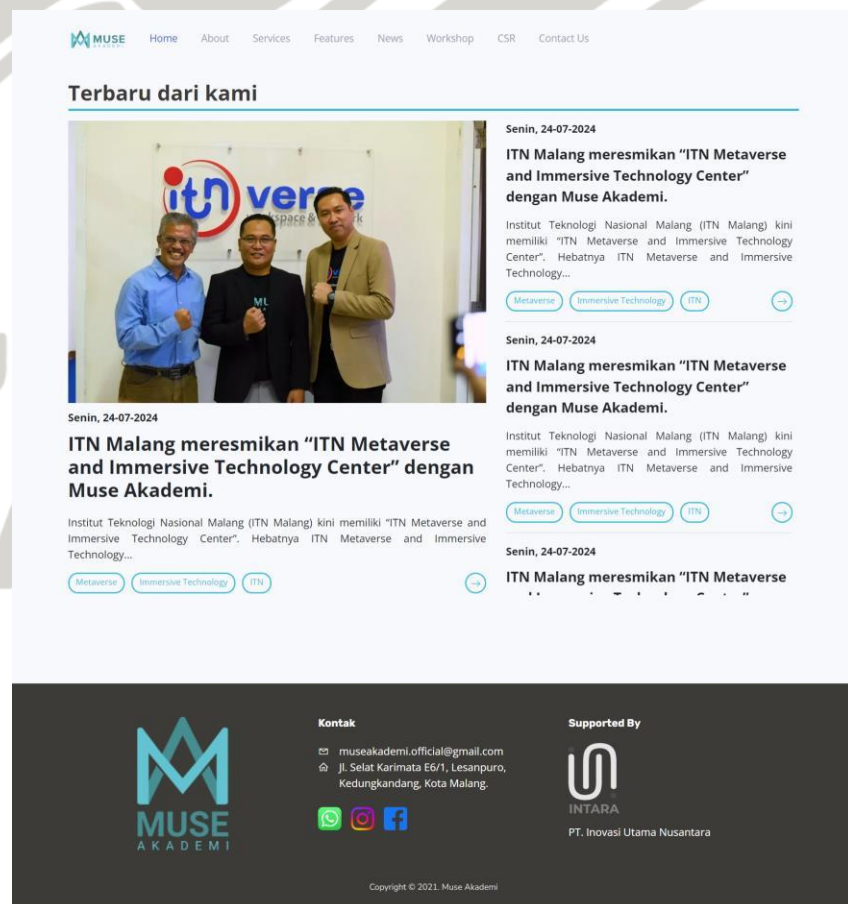 MUSE
AKADEMI
Home
About
Services
Features
News
Workshop
CSR
Contact Us
Terbaru dari kami
itn verse
Senin, 24-07-2024
ITN Malang meresmikan “ITN Metaverse
and Immersive Technology Center” dengan
Muse Akademi.
Institut Teknologi Nasional Malang (ITN Malang) kini memiliki “ITN Metaverse and
Immersive Technology Center”. Hebatnya ITN Metaverse and Immersive
Technology...
Metaverse
Immersive Technology
ITN
Senin, 24-07-2024
ITN Malang meresmikan “ITN Metaverse
and Immersive Technology Center”
dengan Muse Akademi.
Institut Teknologi Nasional Malang (ITN Malang) kini
memiliki “ITN Metaverse and Immersive Technology
Center”. Hebatnya ITN Metaverse and Immersive
Technology...
Metaverse
Immersive Technology
ITN
Senin, 24-07-2024
ITN Malang meresmikan “ITN Metaverse
and Immersive Technology Center”
dengan Muse Akademi.
Institut Teknologi Nasional Malang (ITN Malang) kini
memiliki “ITN Metaverse and Immersive Technology
Center”. Hebatnya ITN Metaverse and Immersive
Technology...
Metaverse
Immersive Technology
ITN
Senin, 24-07-2024
ITN Malang meresmikan “ITN Metaverse
MUSE
AKADEMI
Kontak
museakademi.official@gmail.com
Jl. Selat Karimata E6/1, Lesanpuro,
Kedungkandang, Kota Malang.
Supported By
INTARA
PT. Inovasi Utama Nusantara
Copyright © 2021. Muse Akademi